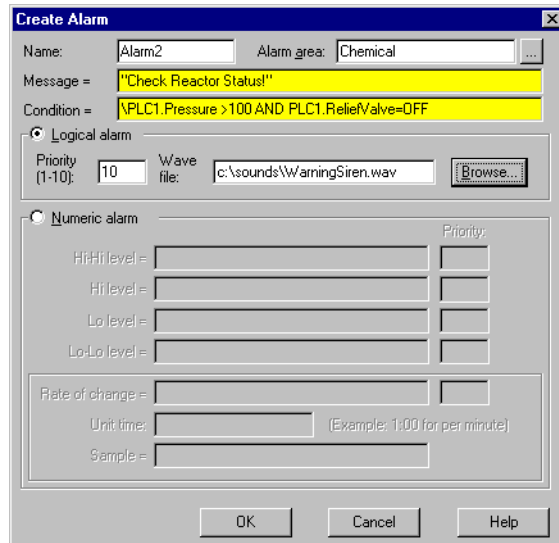 Create Alarm
Name: Alarm2 Alarm area: Chemical ...
Message = "Check Reactor Status!"
Condition = \PLC1.Pressure >100 AND PLC1.ReliefValve=OFF
Logical alarm
Priority (1-10): 10 Wave file: c:\sounds\WarningSiren.wav Browse...
Numeric alarm
Priority:
Hi-Hi level =
Hi level =
Lo level =
Lo-Lo level =
Rate of change =
Unit time: (Example: 1:00 for per minute)
Sample =
OK Cancel Help